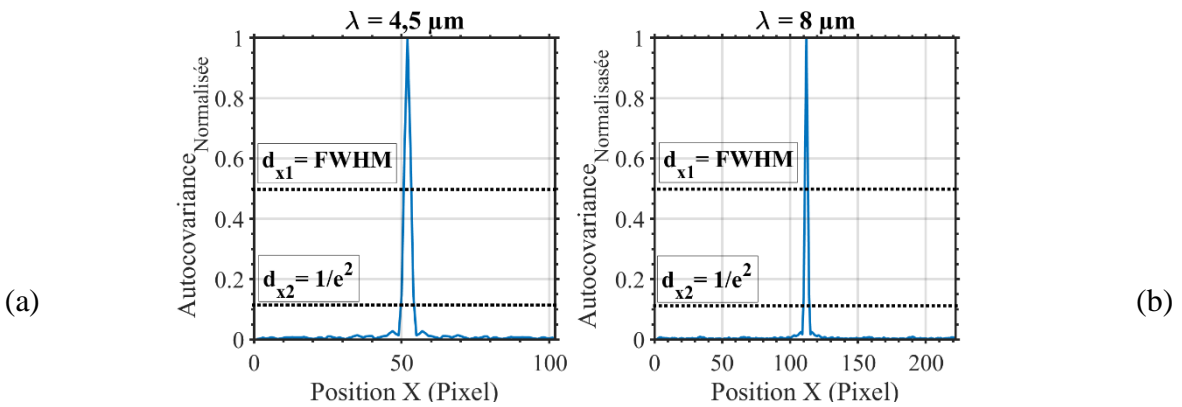 (a)
λ = 4,5 µm
Autocovariance_Normalisée
1
0.8
0.6
0.4
0.2
0
d_x1 = FWHM
d_x2 = 1/e²
0 50 100
Position X (Pixel)
λ = 8 µm
Autocovariance_Normalisasée
1
0.8
0.6
0.4
0.2
0
d_x1 = FWHM
d_x2 = 1/e²
0 50 100 150 200
Position X (Pixel)
(b)